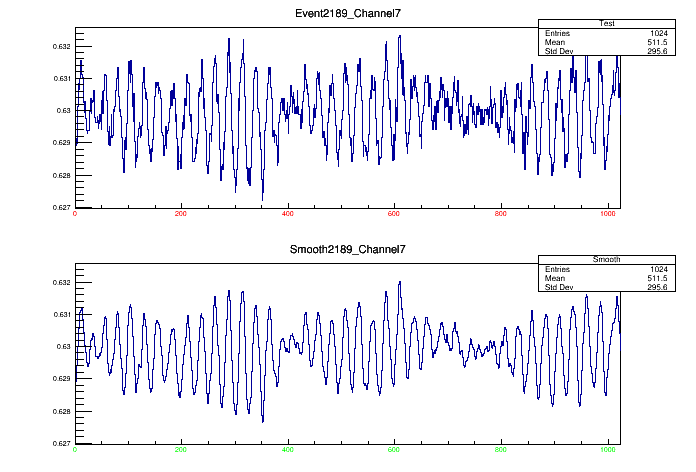 Event2189_Channel7
Test
Entries 1024
Mean 511.5
Std Dev 295.6
0.632
0.631
0.63
0.629
0.628
0.627
0 200 400 600 800 1000
Smooth2189_Channel7
Smooth
Entries 1024
Mean 511.5
Std Dev 295.6
0.632
0.631
0.63
0.629
0.628
0.627
0 200 400 600 800 1000